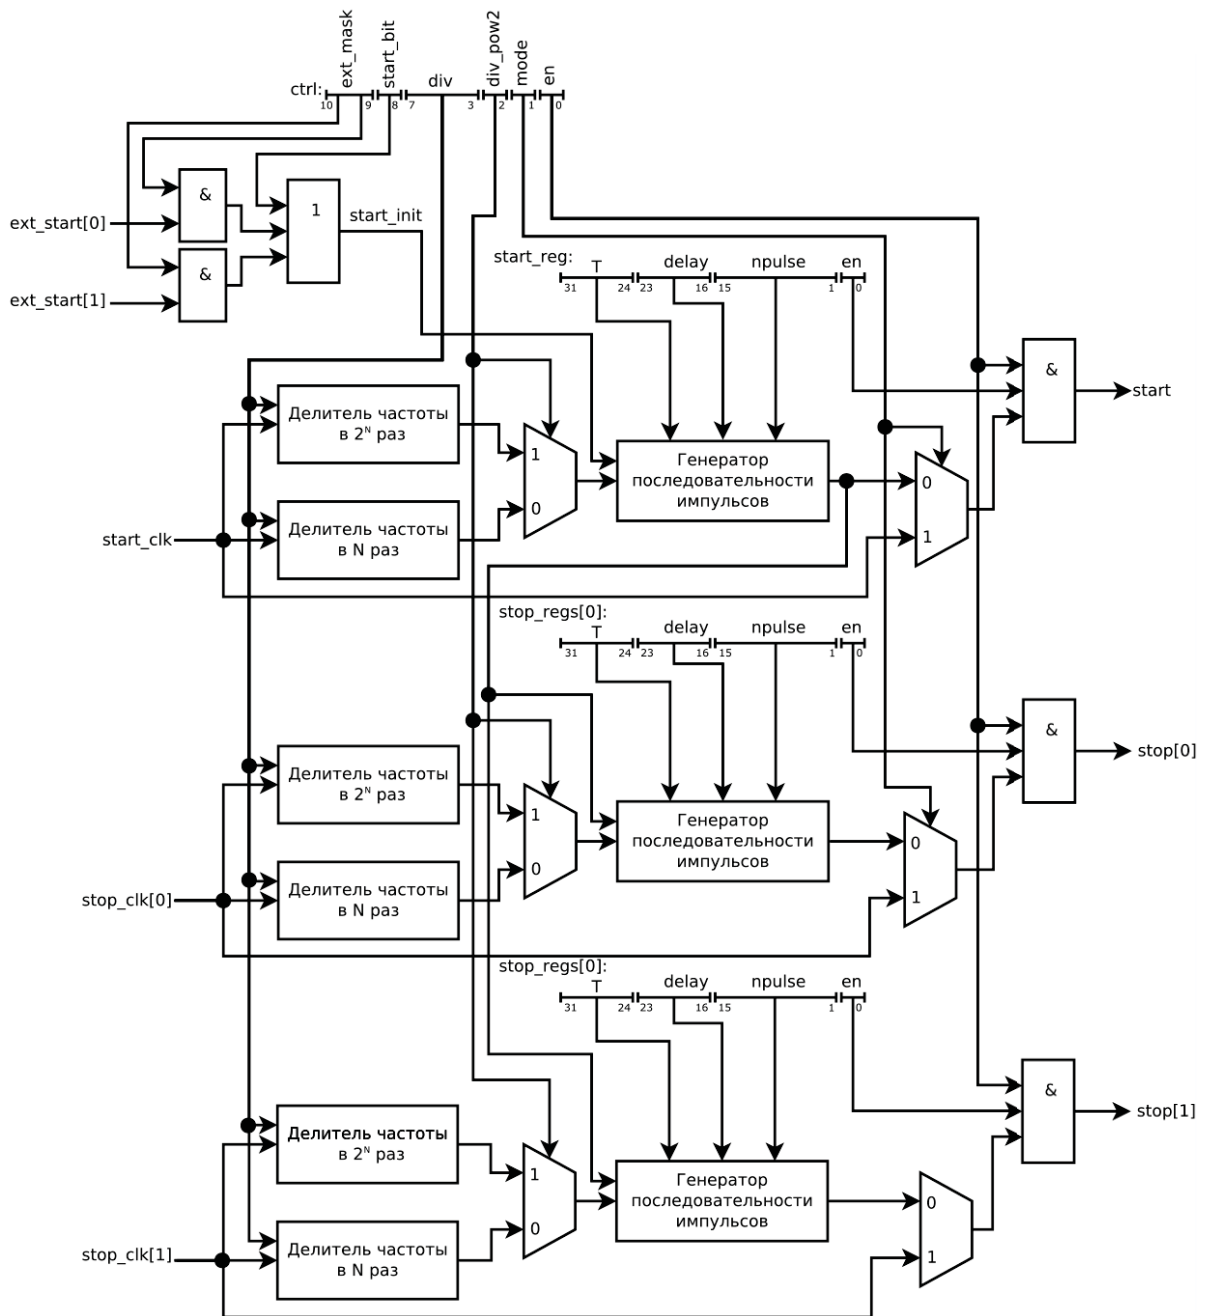 ext_mask
start_bit
div
div_pow2
mode
en
ctrl:
10 9 8 7 3 2 1 0
&
1
ext_start[0]
start_init
&
ext_start[1]
start_reg:
T delay npulse en
31 24 23 16 15 1 0
&
start
Делитель частоты
в 2ᴺ раз
1
0
Генератор
последовательности
импульсов
0
1
Делитель частоты
в N раз
start_clk
stop_regs[0]:
T delay npulse en
31 24 23 16 15 1 0
&
stop[0]
Делитель частоты
в 2ᴺ раз
1
0
Генератор
последовательности
импульсов
0
1
Делитель частоты
в N раз
stop_clk[0]
stop_regs[0]:
T delay npulse en
31 24 23 16 15 1 0
&
stop[1]
Делитель частоты
в 2ᴺ раз
1
0
Генератор
последовательности
импульсов
0
1
Делитель частоты
в N раз
stop_clk[1]